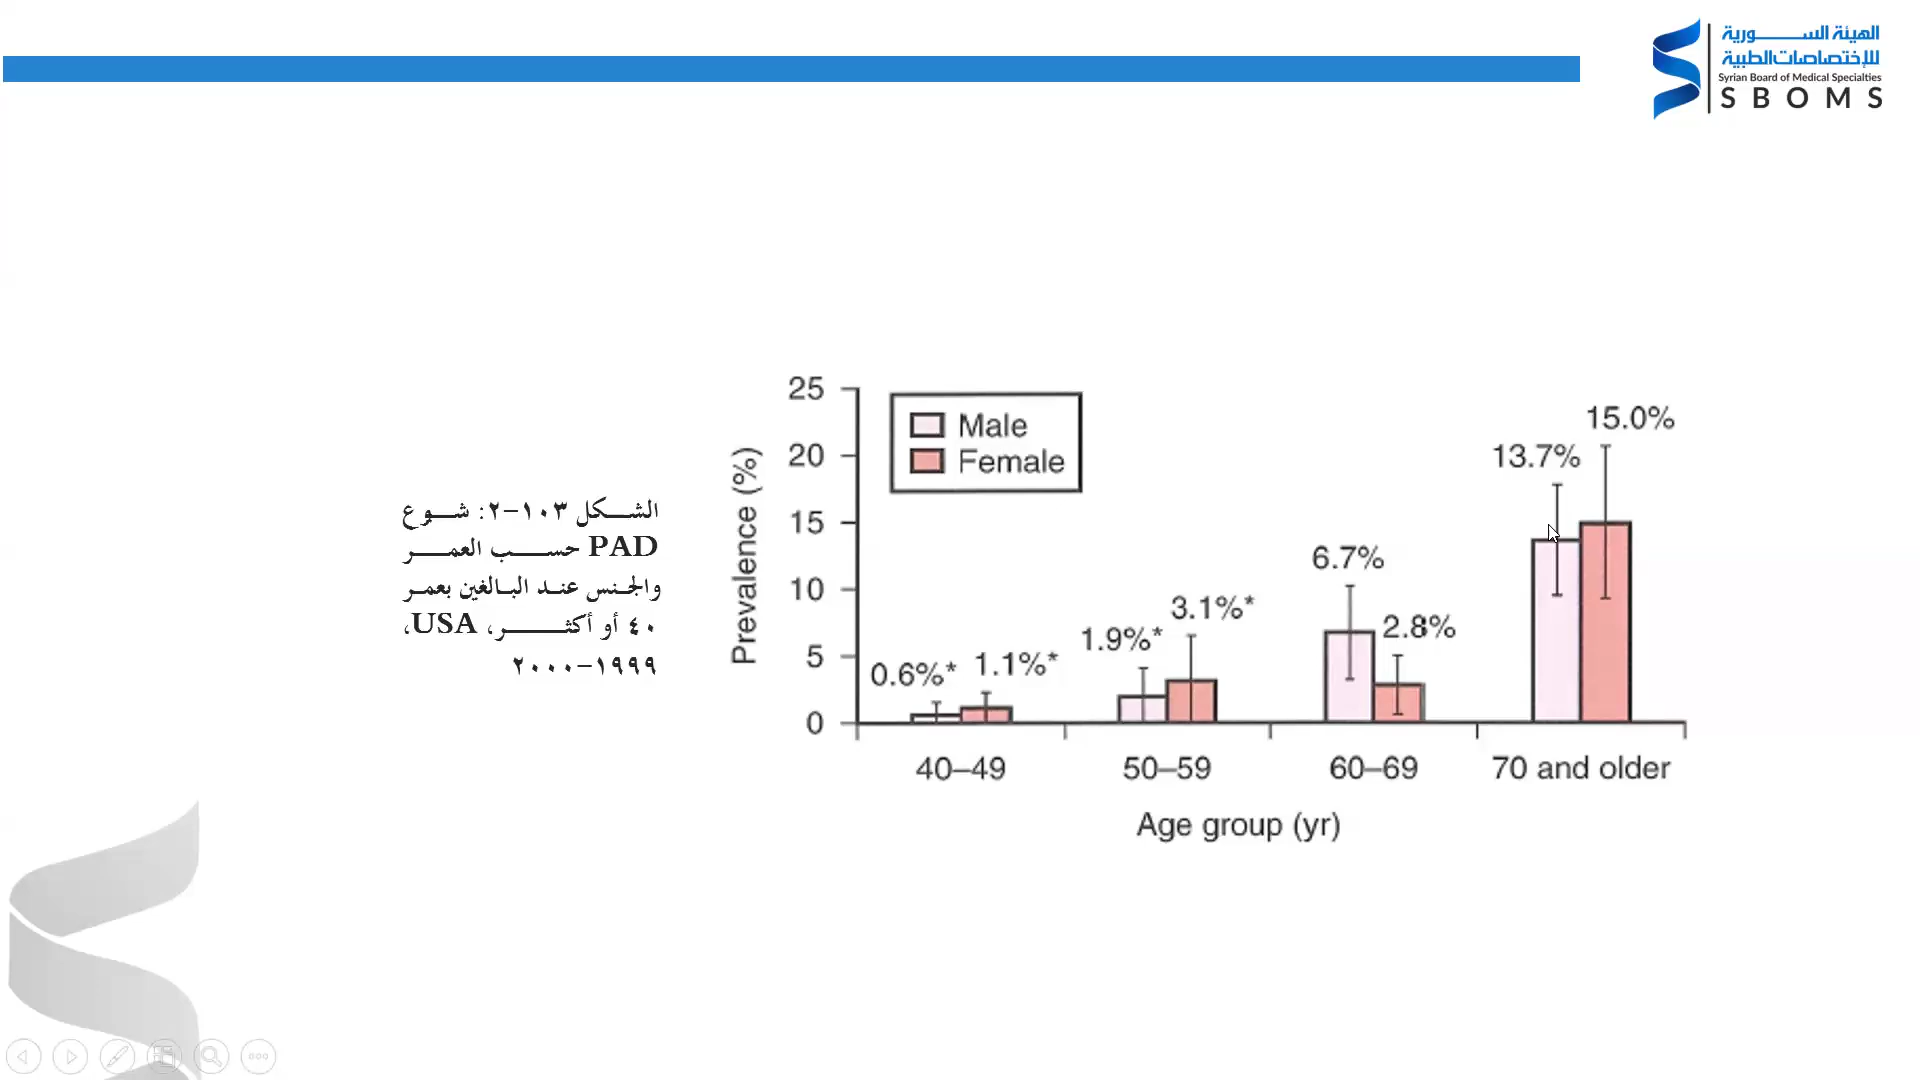 الهيئة السورية
للإختصاصات الطبية
Syrian Board of Medical Specialties
SBOMS
الشكل ١٠٣-٢: شيوع
PAD حسب العمر
والجنس عند البالغين بعمر
٤٠ أو أكثر، USA،
١٩٩٩-٢٠٠٠
Prevalence (%)
25
20
15
10
5
0
Male
Female
0.6%*
1.1%*
1.9%*
3.1%*
6.7%
2.8%
13.7%
15.0%
40–49
50–59
60–69
70 and older
Age group (yr)